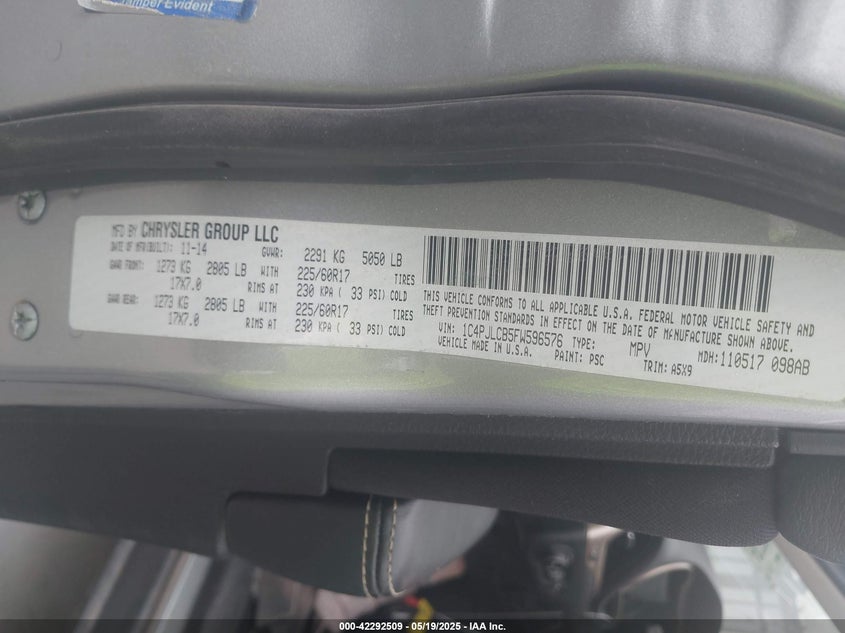 Tamper Evident
MFD BY CHRYSLER GROUP LLC
DATE OF MFR(BUILT): 11-14 GVWR: 2291 KG 5050 LB
GAWR FRONT: 1273 KG 2805 LB WITH 225/60R17 TIRES
17X7.0 RIMS AT 230 KPA ( 33 PSI) COLD
GAWR REAR: 1273 KG 2805 LB WITH 225/60R17 TIRES
17X7.0 RIMS AT 230 KPA ( 33 PSI) COLD
THIS VEHICLE CONFORMS TO ALL APPLICABLE U.S.A. FEDERAL MOTOR VEHICLE SAFETY AND
THEFT PREVENTION STANDARDS IN EFFECT ON THE DATE OF MANUFACTURE SHOWN ABOVE.
VIN: 1C4PJLCB5FW596576 TYPE: MPV MDH: 110517 098AB
VEHICLE MADE IN U.S.A. PAINT: PSC TRIM: A5X9
000-42292509 - 05/19/2025 - IAA Inc.